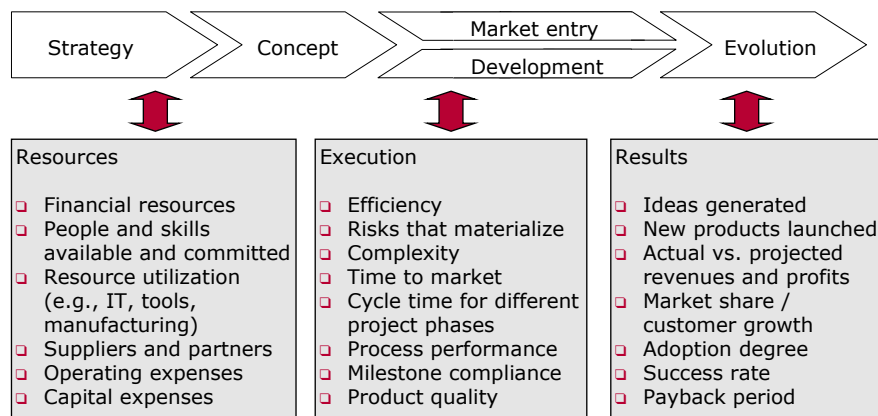 Strategy
Concept
Market entry
Development
Evolution
Resources
❑ Financial resources
❑ People and skills
available and committed
❑ Resource utilization
(e.g., IT, tools,
manufacturing)
❑ Suppliers and partners
❑ Operating expenses
❑ Capital expenses
Execution
❑ Efficiency
❑ Risks that materialize
❑ Complexity
❑ Time to market
❑ Cycle time for different
project phases
❑ Process performance
❑ Milestone compliance
❑ Product quality
Results
❑ Ideas generated
❑ New products launched
❑ Actual vs. projected
revenues and profits
❑ Market share /
customer growth
❑ Adoption degree
❑ Success rate
❑ Payback period